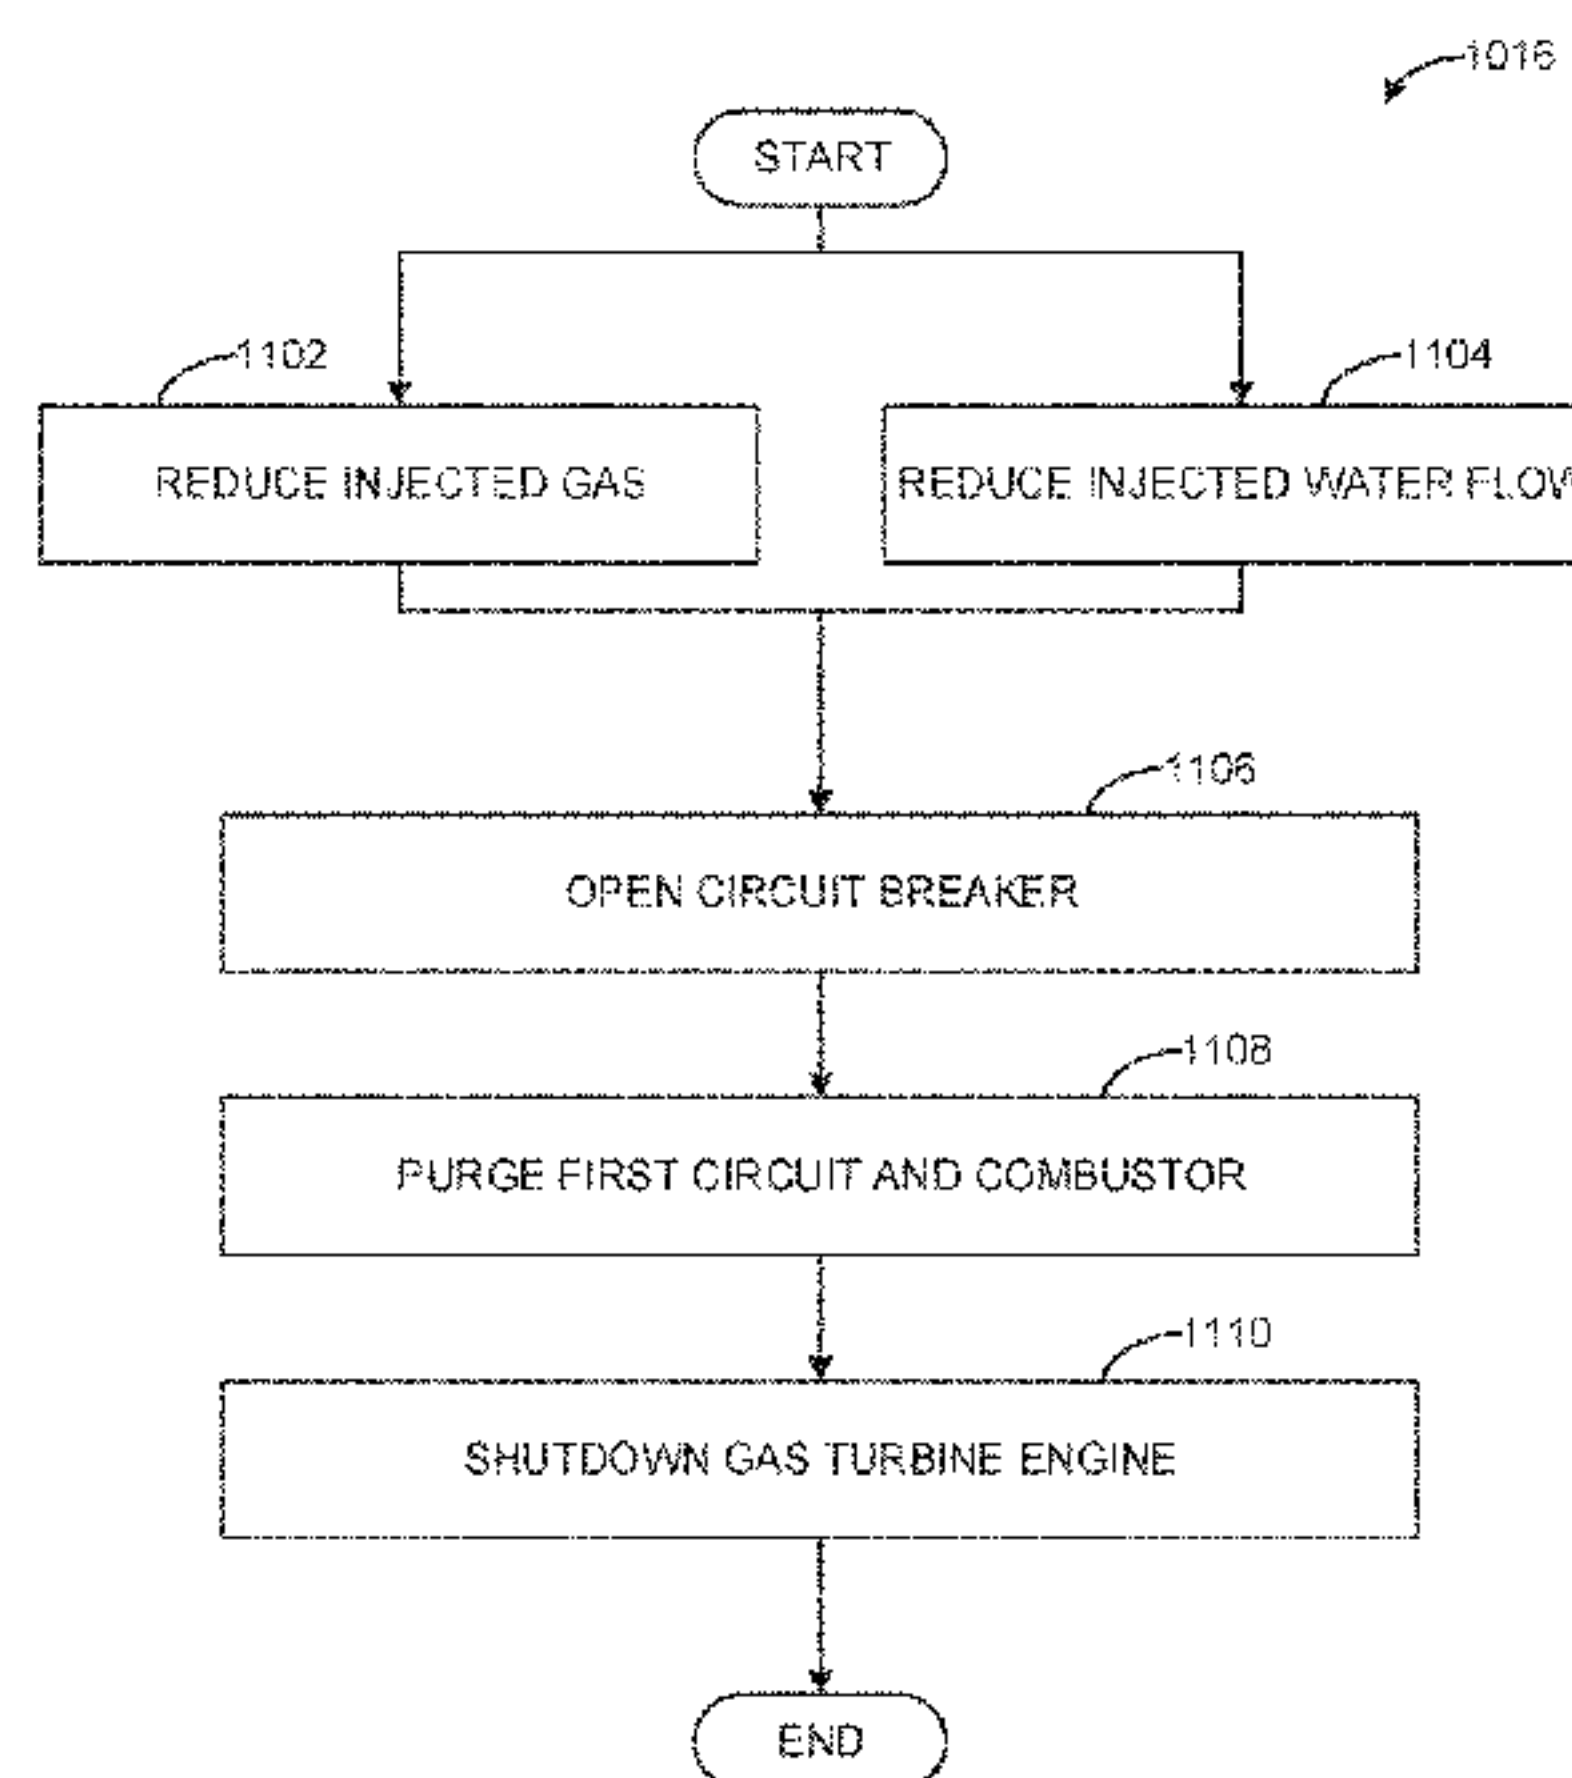 1016
START
1102
1104
REDUCE INJECTED GAS
REDUCE INJECTED WATER
1106
OPEN CIRCUIT BREAKER
1108
PURGE FIRST CIRCUIT AND COMBUSTOR
1110
SHUTDOWN GAS TURBINE ENGINE
END